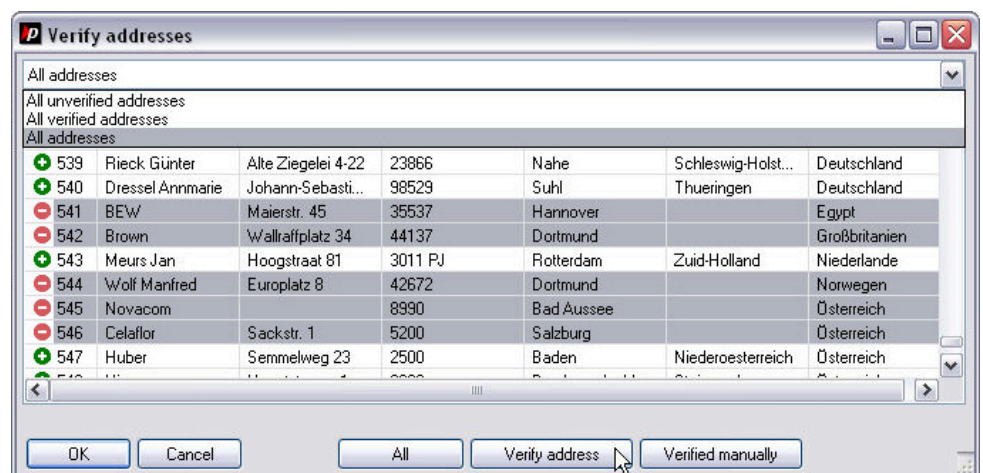 Verify addresses
All addresses
All unverified addresses
All verified addresses
All addresses
539 Rieck Günter Alte Ziegelei 4-22 23866 Nahe Schleswig-Holst... Deutschland
540 Dressel Annmarie Johann-Sebasti... 98529 Suhl Thueringen Deutschland
541 BEW Maierstr. 45 35537 Hannover Egypt
542 Brown Wallraffplatz 34 44137 Dortmund Großbritanien
543 Meurs Jan Hoogstraat 81 3011 PJ Rotterdam Zuid-Holland Niederlande
544 Wolf Manfred Europlatz 8 42672 Dortmund Norwegen
545 Novacom 8990 Bad Aussee Österreich
546 Celaflor Sackstr. 1 5200 Salzburg Österreich
547 Huber Semmelweg 23 2500 Baden Niederoesterreich Österreich
OK Cancel All Verify address Verified manually